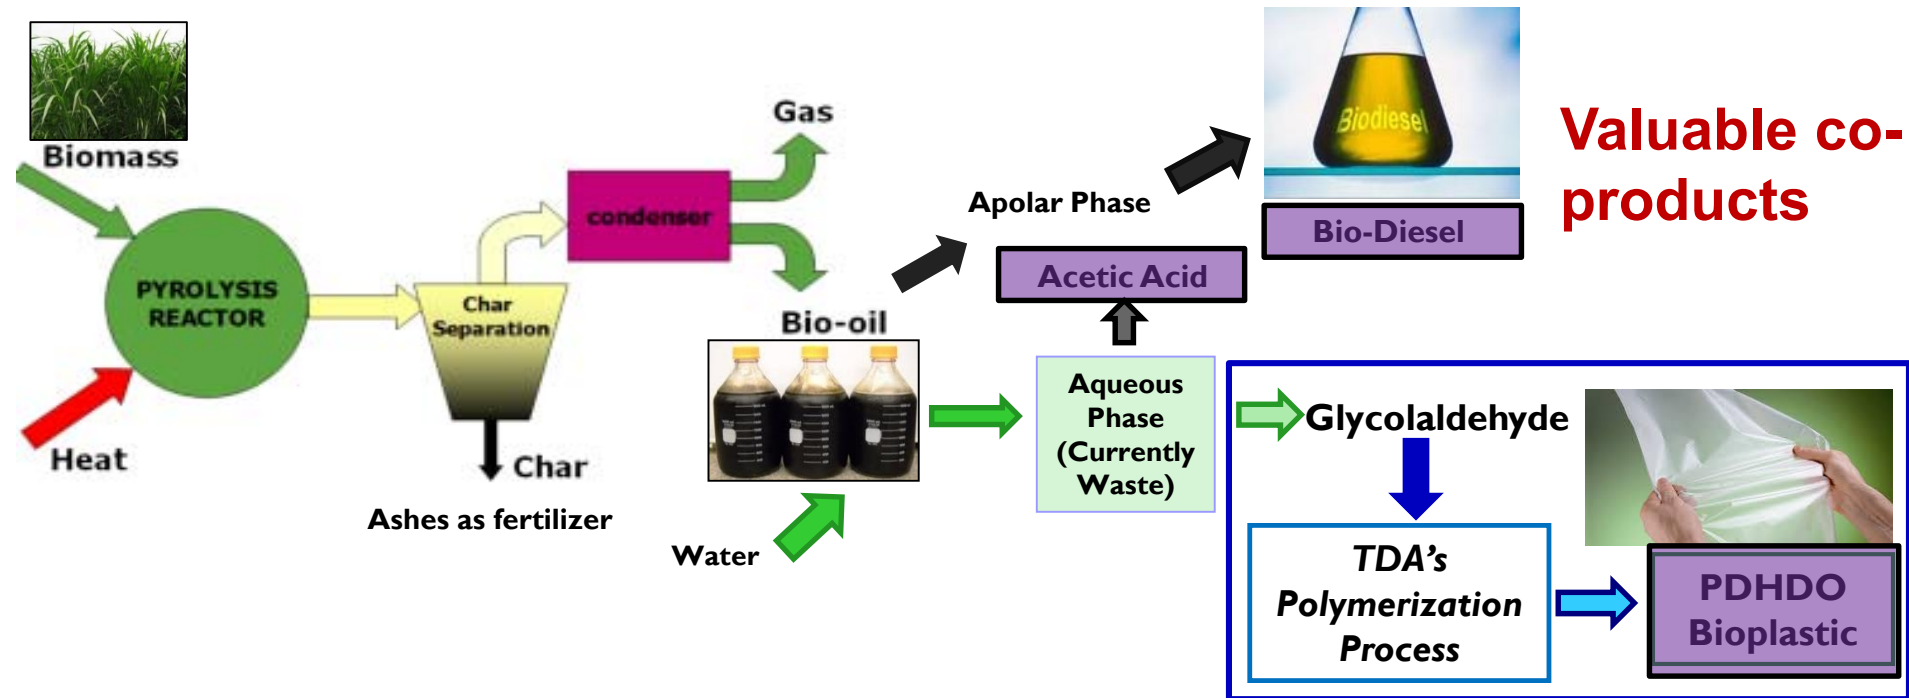 Biomass
PYROLYSIS
REACTOR
Heat
Char
Separation
Char
Ashes as fertilizer
condenser
Gas
Bio-oil
Water
Apolar Phase
Biodiesel
Bio-Diesel
Valuable co-
products
Acetic Acid
Aqueous
Phase
(Currently
Waste)
Glycolaldehyde
TDA's
Polymerization
Process
PDHDO
Bioplastic